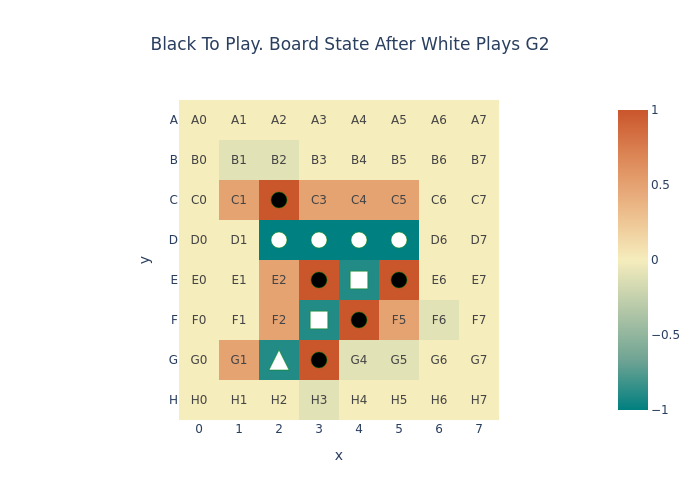 Black To Play. Board State After White Plays G2
A A0 A1 A2 A3 A4 A5 A6 A7
B B0 B1 B2 B3 B4 B5 B6 B7
C C0 C1 C3 C4 C5 C6 C7
D D0 D1 D6 D7
E E0 E1 E2 E6 E7
F F0 F1 F2 F5 F6 F7
G G0 G1 G4 G5 G6 G7
H H0 H1 H2 H3 H4 H5 H6 H7
0 1 2 3 4 5 6 7
x
y
1
0.5
0
−0.5
−1